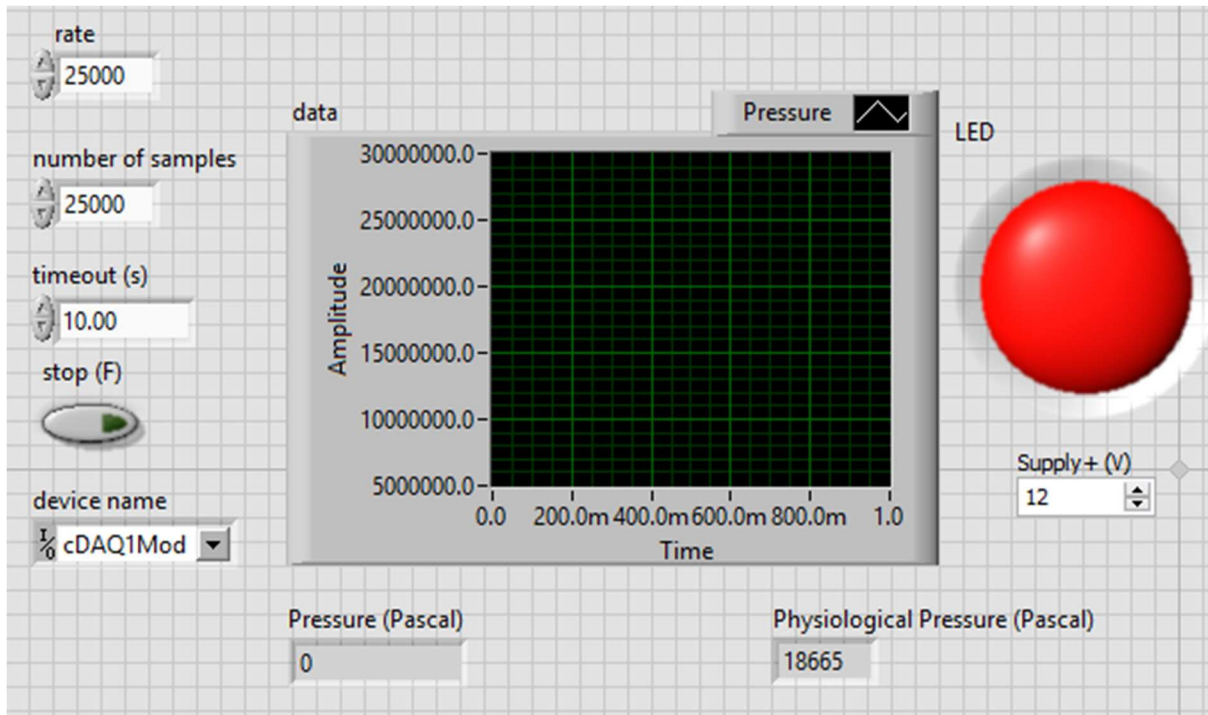 rate
25000
number of samples
25000
timeout (s)
10.00
stop (F)
device name
I/O cDAQ1Mod
data
Pressure
30000000.0
25000000.0
20000000.0
15000000.0
10000000.0
5000000.0
Amplitude
0.0 200.0m 400.0m 600.0m 800.0m 1.0
Time
LED
Supply+ (V)
12
Pressure (Pascal)
0
Physiological Pressure (Pascal)
18665